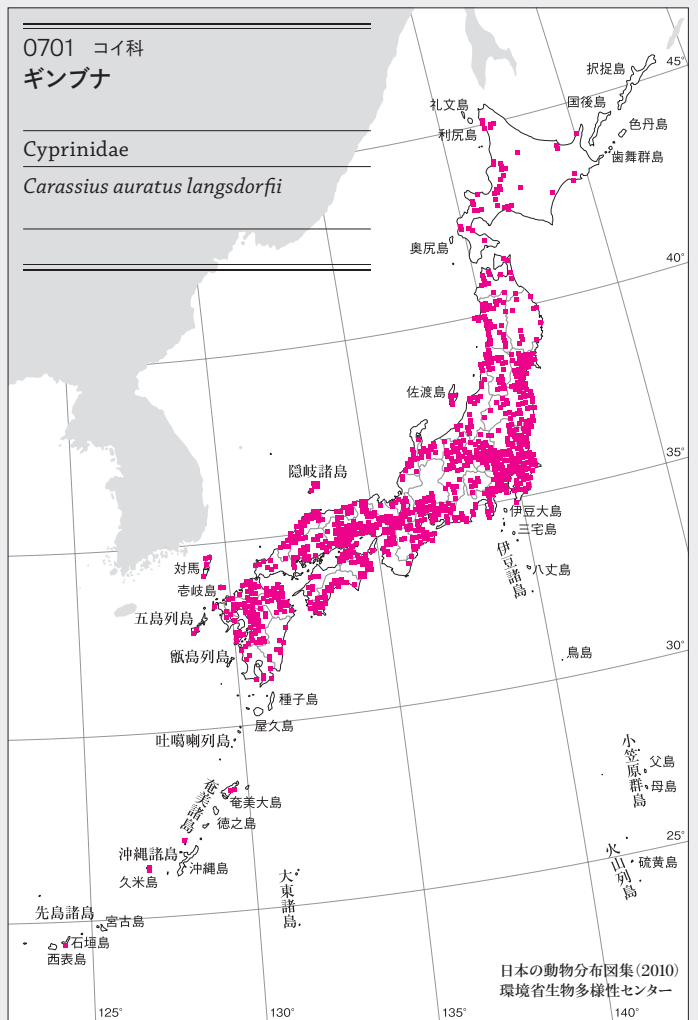 0701 コイ科
ギンブナ
Cyprinidae
Carassius auratus langsdorfii
45°
択捉島
礼文島
国後島
色丹島
利尻島
歯舞群島
奥尻島
40°
佐渡島
35°
隠岐諸島
伊豆大島
三宅島
伊豆諸島
八丈島
対馬
壱岐島
五島列島
甑島列島
30°
鳥島
種子島
屋久島
吐噶喇列島
小笠原群島
父島
母島
奄美諸島
奄美大島
徳之島
25°
沖縄諸島
沖縄島
久米島
火山列島
硫黄島
大東諸島
先島諸島
宮古島
石垣島
西表島
日本の動物分布図集(2010)
環境省生物多様性センター
125°
130°
135°
140°